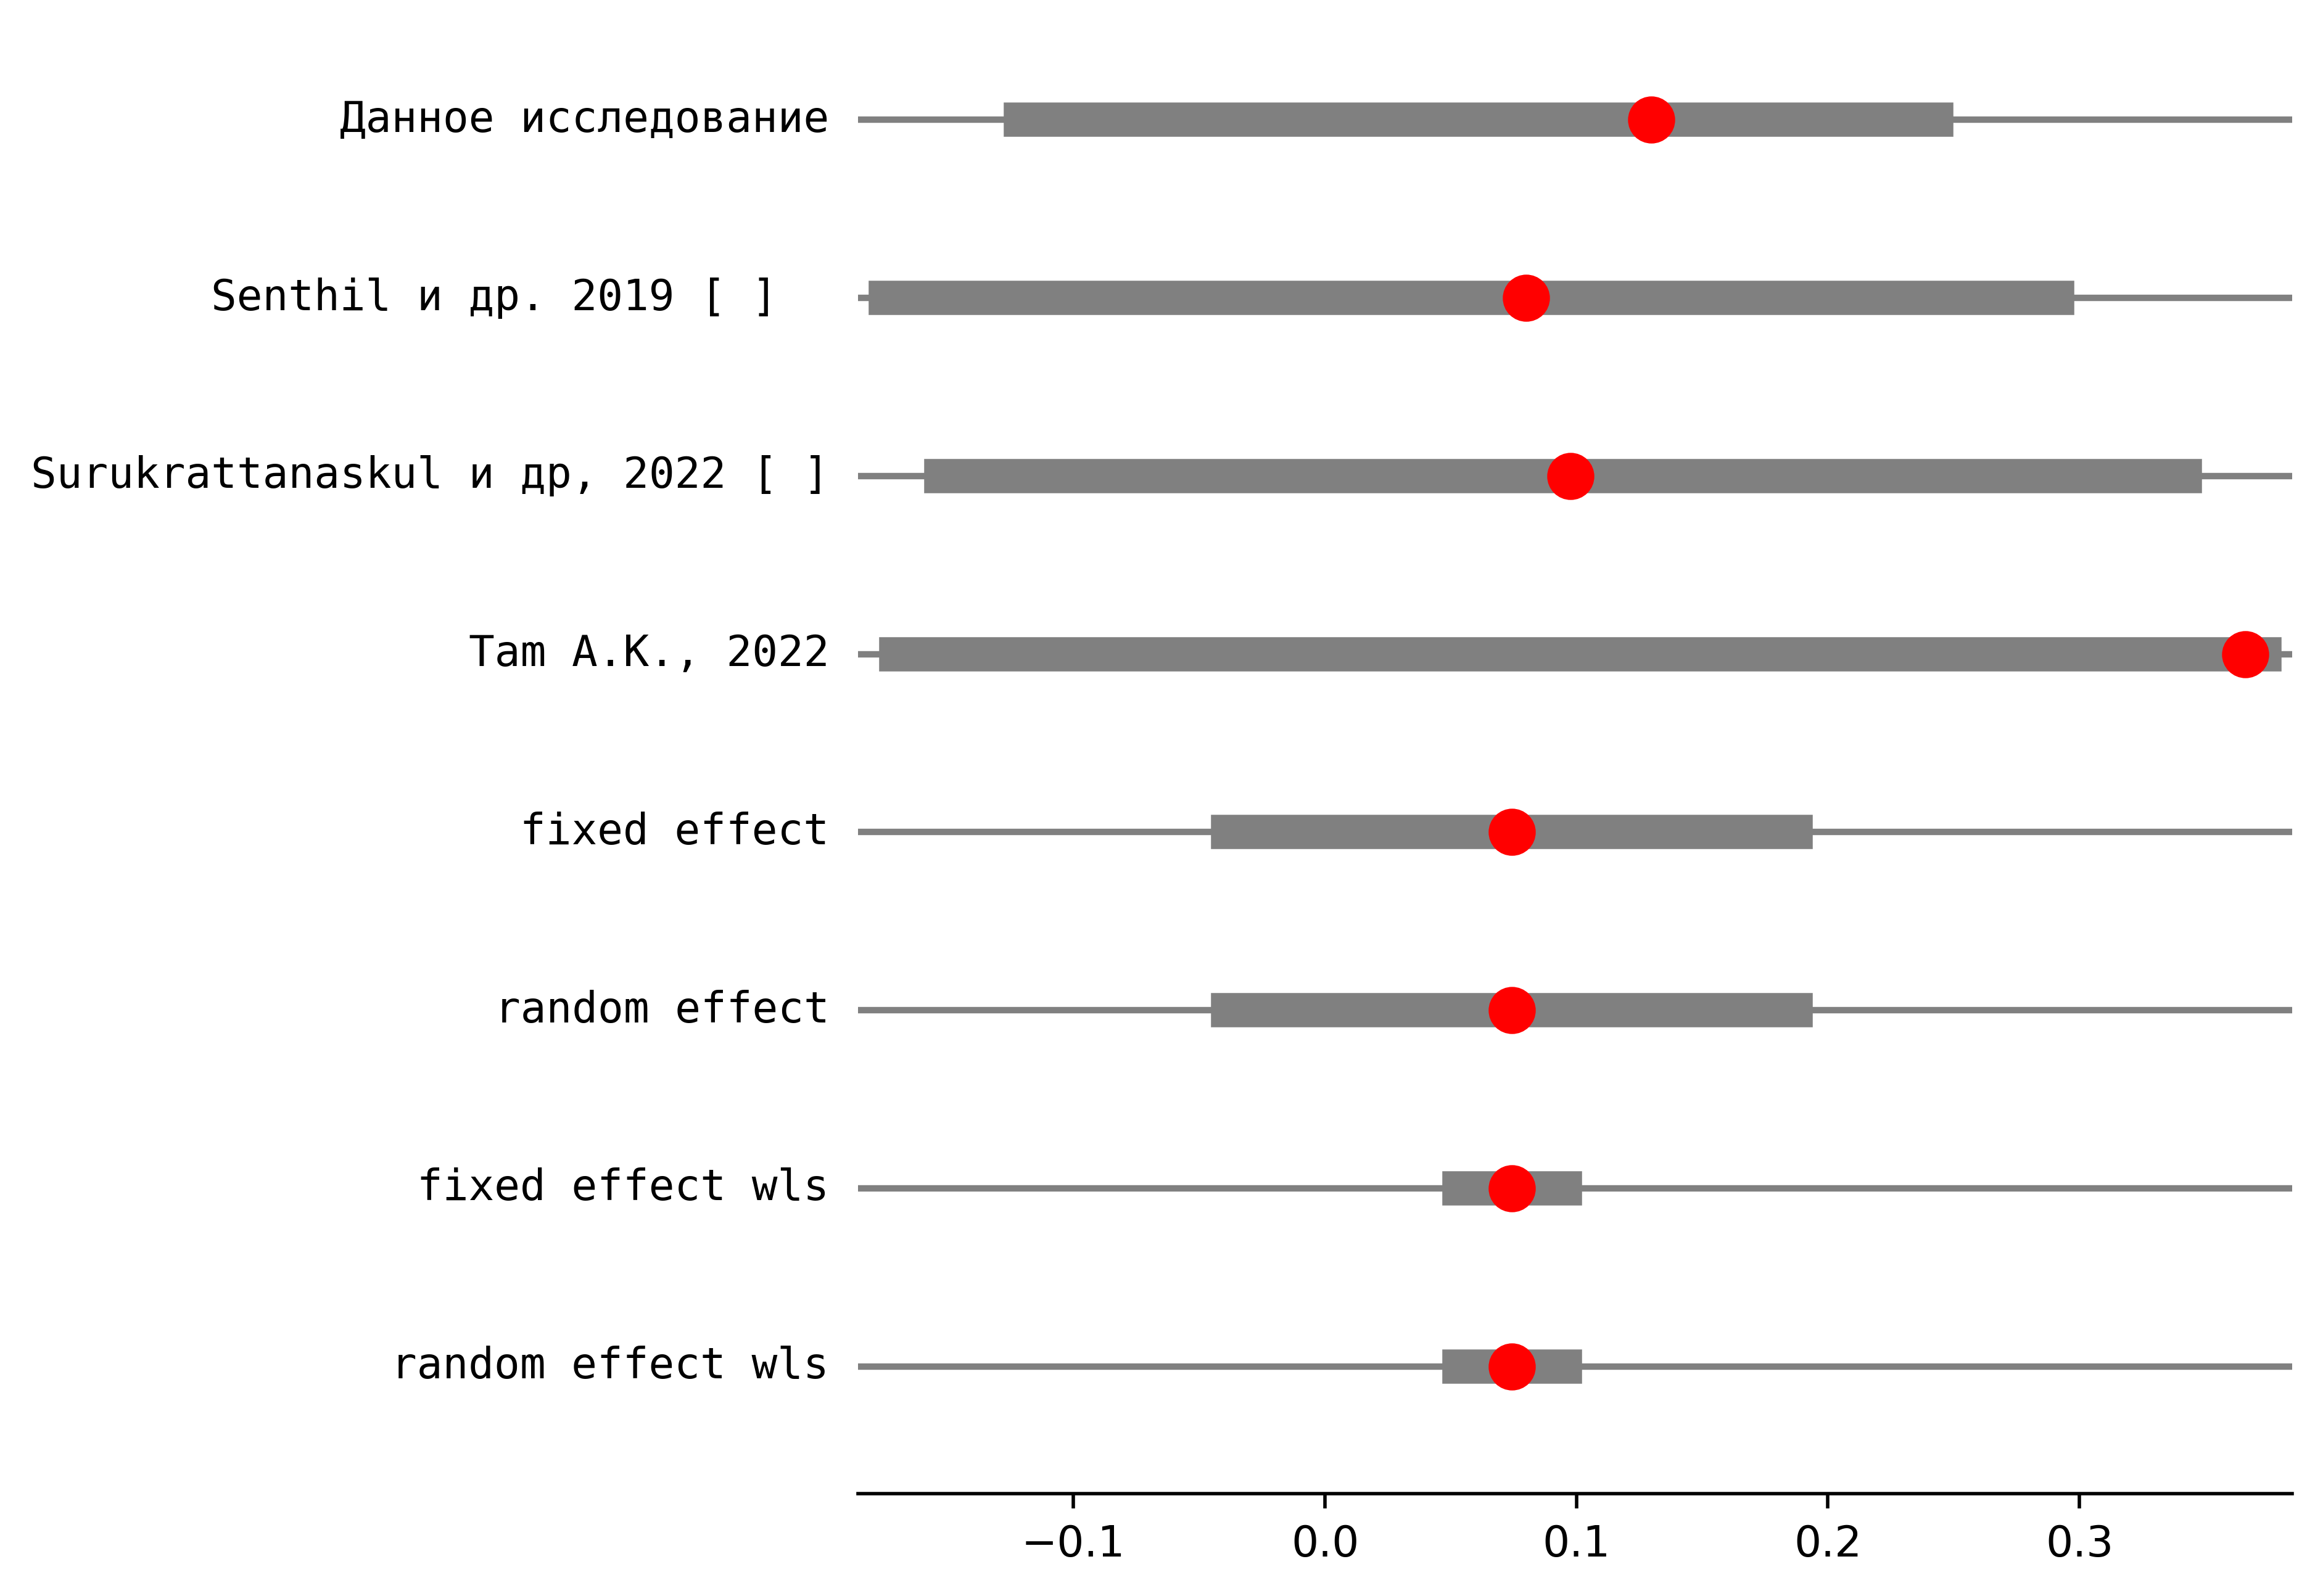 Данное исследование
Senthil и др. 2019 [ ]
Surukrattanaskul и др, 2022 [ ]
Tam A.K., 2022
fixed effect
random effect
fixed effect wls
random effect wls
−0.1 0.0 0.1 0.2 0.3